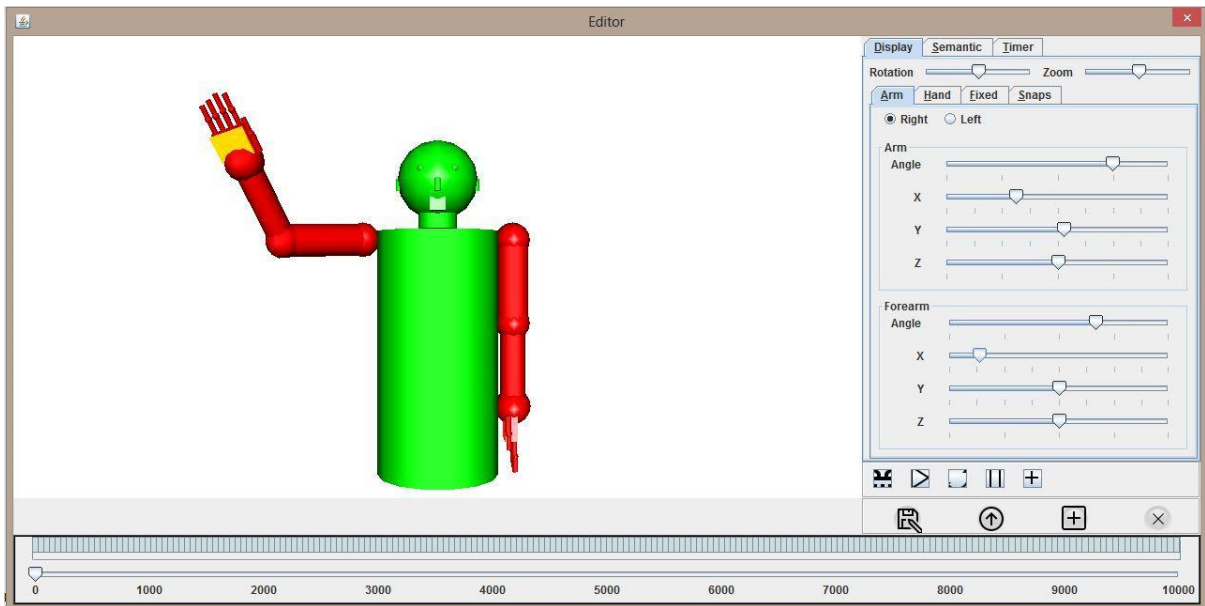 Editor
Display Semantic Timer
Rotation Zoom
Arm Hand Fixed Snaps
Right Left
Arm
Angle
X
Y
Z
Forearm
Angle
X
Y
Z
0 1000 2000 3000 4000 5000 6000 7000 8000 9000 10000